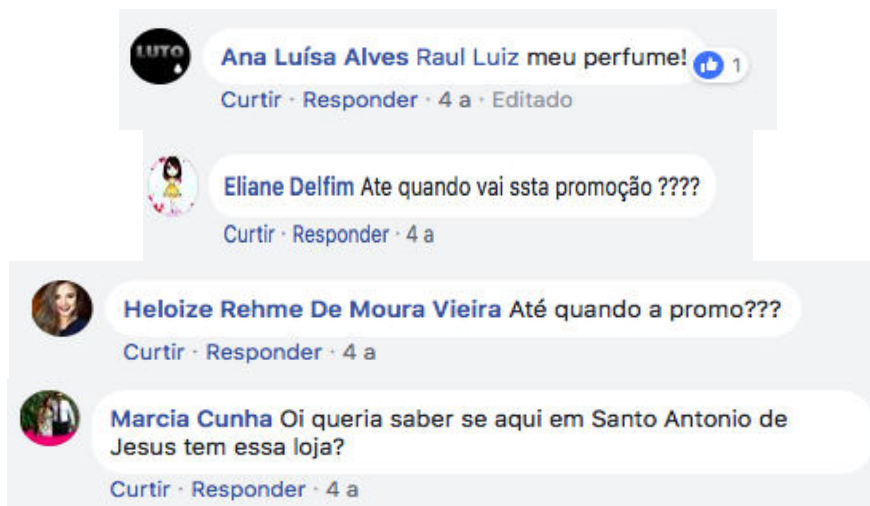 LUTO
Ana Luísa Alves Raul Luiz meu perfume! 1
Curtir · Responder · 4 a · Editado
Eliane Delfim Ate quando vai ssta promoção ????
Curtir · Responder · 4 a
Heloize Rehme De Moura Vieira Até quando a promo???
Curtir · Responder · 4 a
Marcia Cunha Oi queria saber se aqui em Santo Antonio de
Jesus tem essa loja?
Curtir · Responder · 4 a